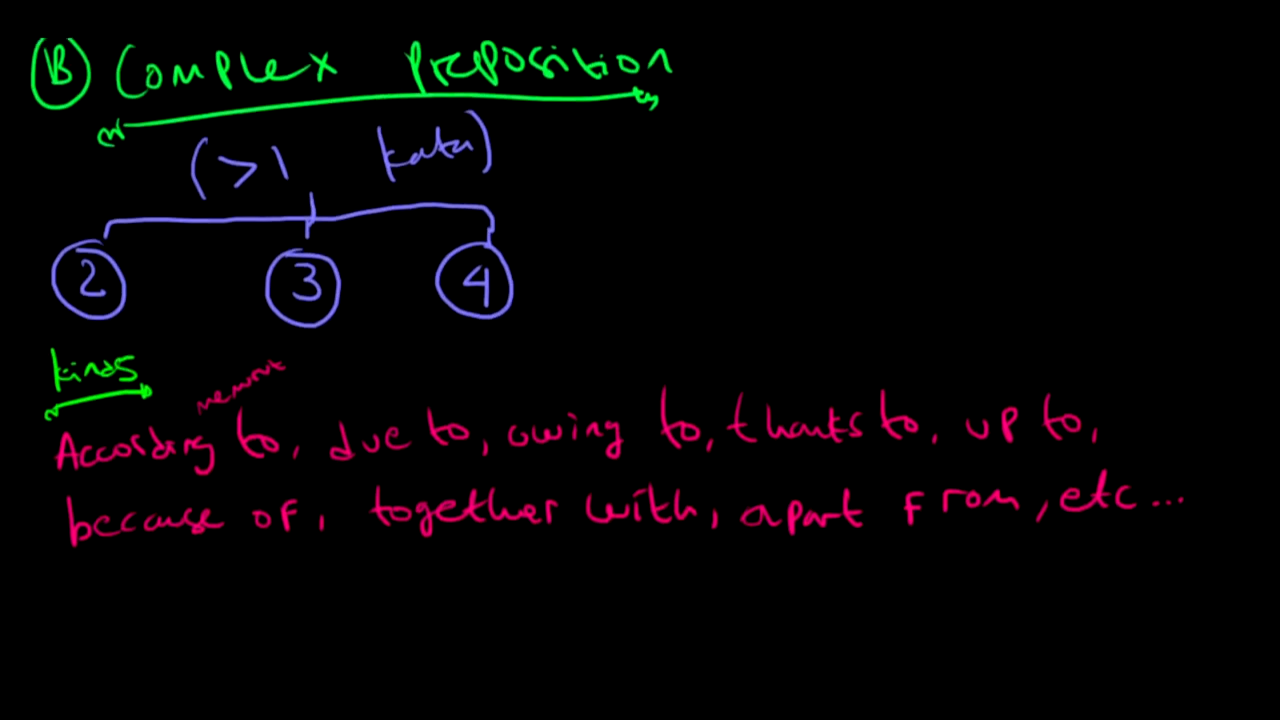 B Complex Preposition
(>1 kata)
2 3 4
kinds
menurut
According to, due to, owing to, thanks to, up to,
because of, together with, apart from, etc...